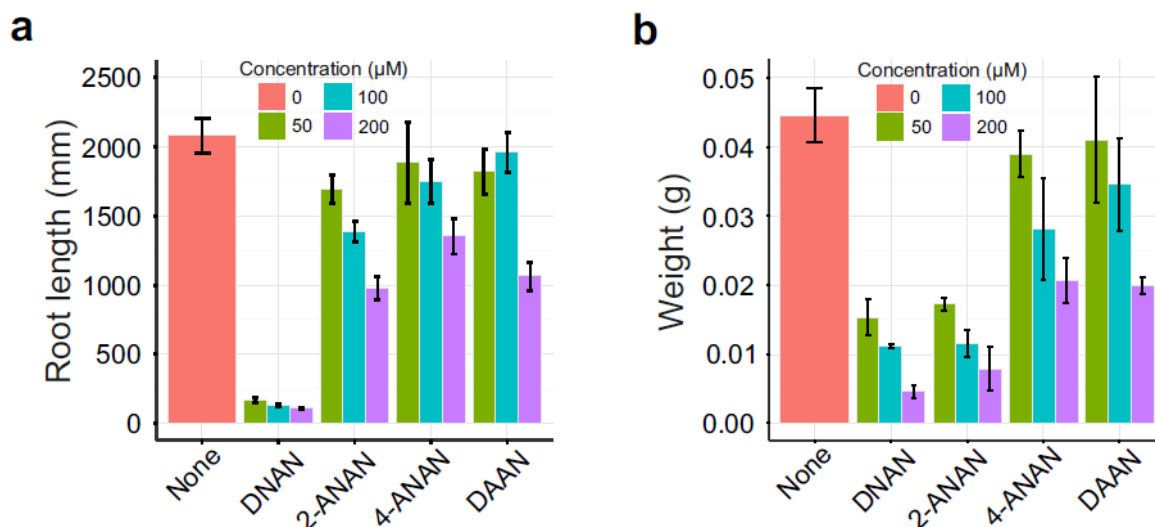 a
Concentration (µM)
0
100
50
200
Root length (mm)
2500
2000
1500
1000
500
0
None
DNAN
2-ANAN
4-ANAN
DAAN
b
Concentration (µM)
0
100
50
200
Weight (g)
0.05
0.04
0.03
0.02
0.01
0.00
None
DNAN
2-ANAN
4-ANAN
DAAN